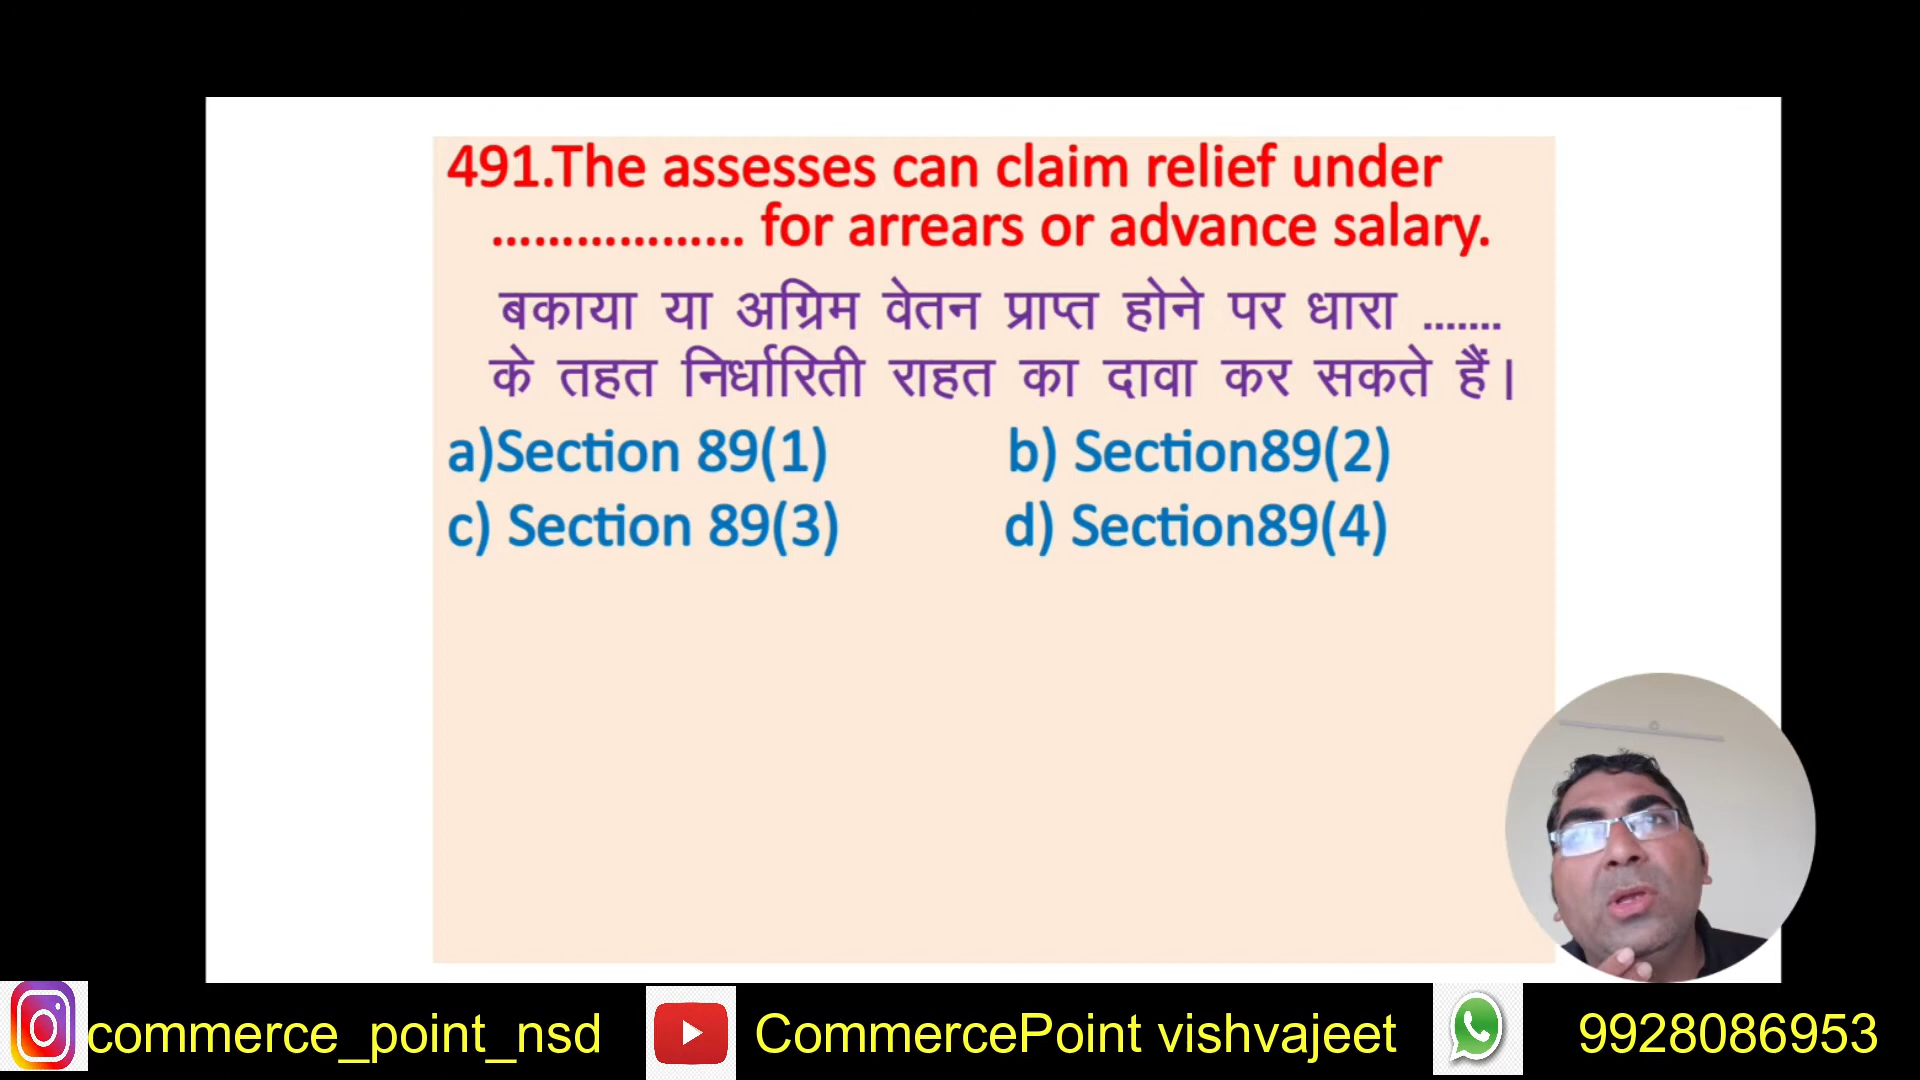 491.The assesses can claim relief under
.................. for arrears or advance salary.
बकाया या अग्रिम वेतन प्राप्त होने पर धारा .......
के तहत निर्धारिती राहत का दावा कर सकते हैं।
a)Section 89(1) b) Section89(2)
c) Section 89(3) d) Section89(4)
commerce_point_nsd CommercePoint vishvajeet 9928086953